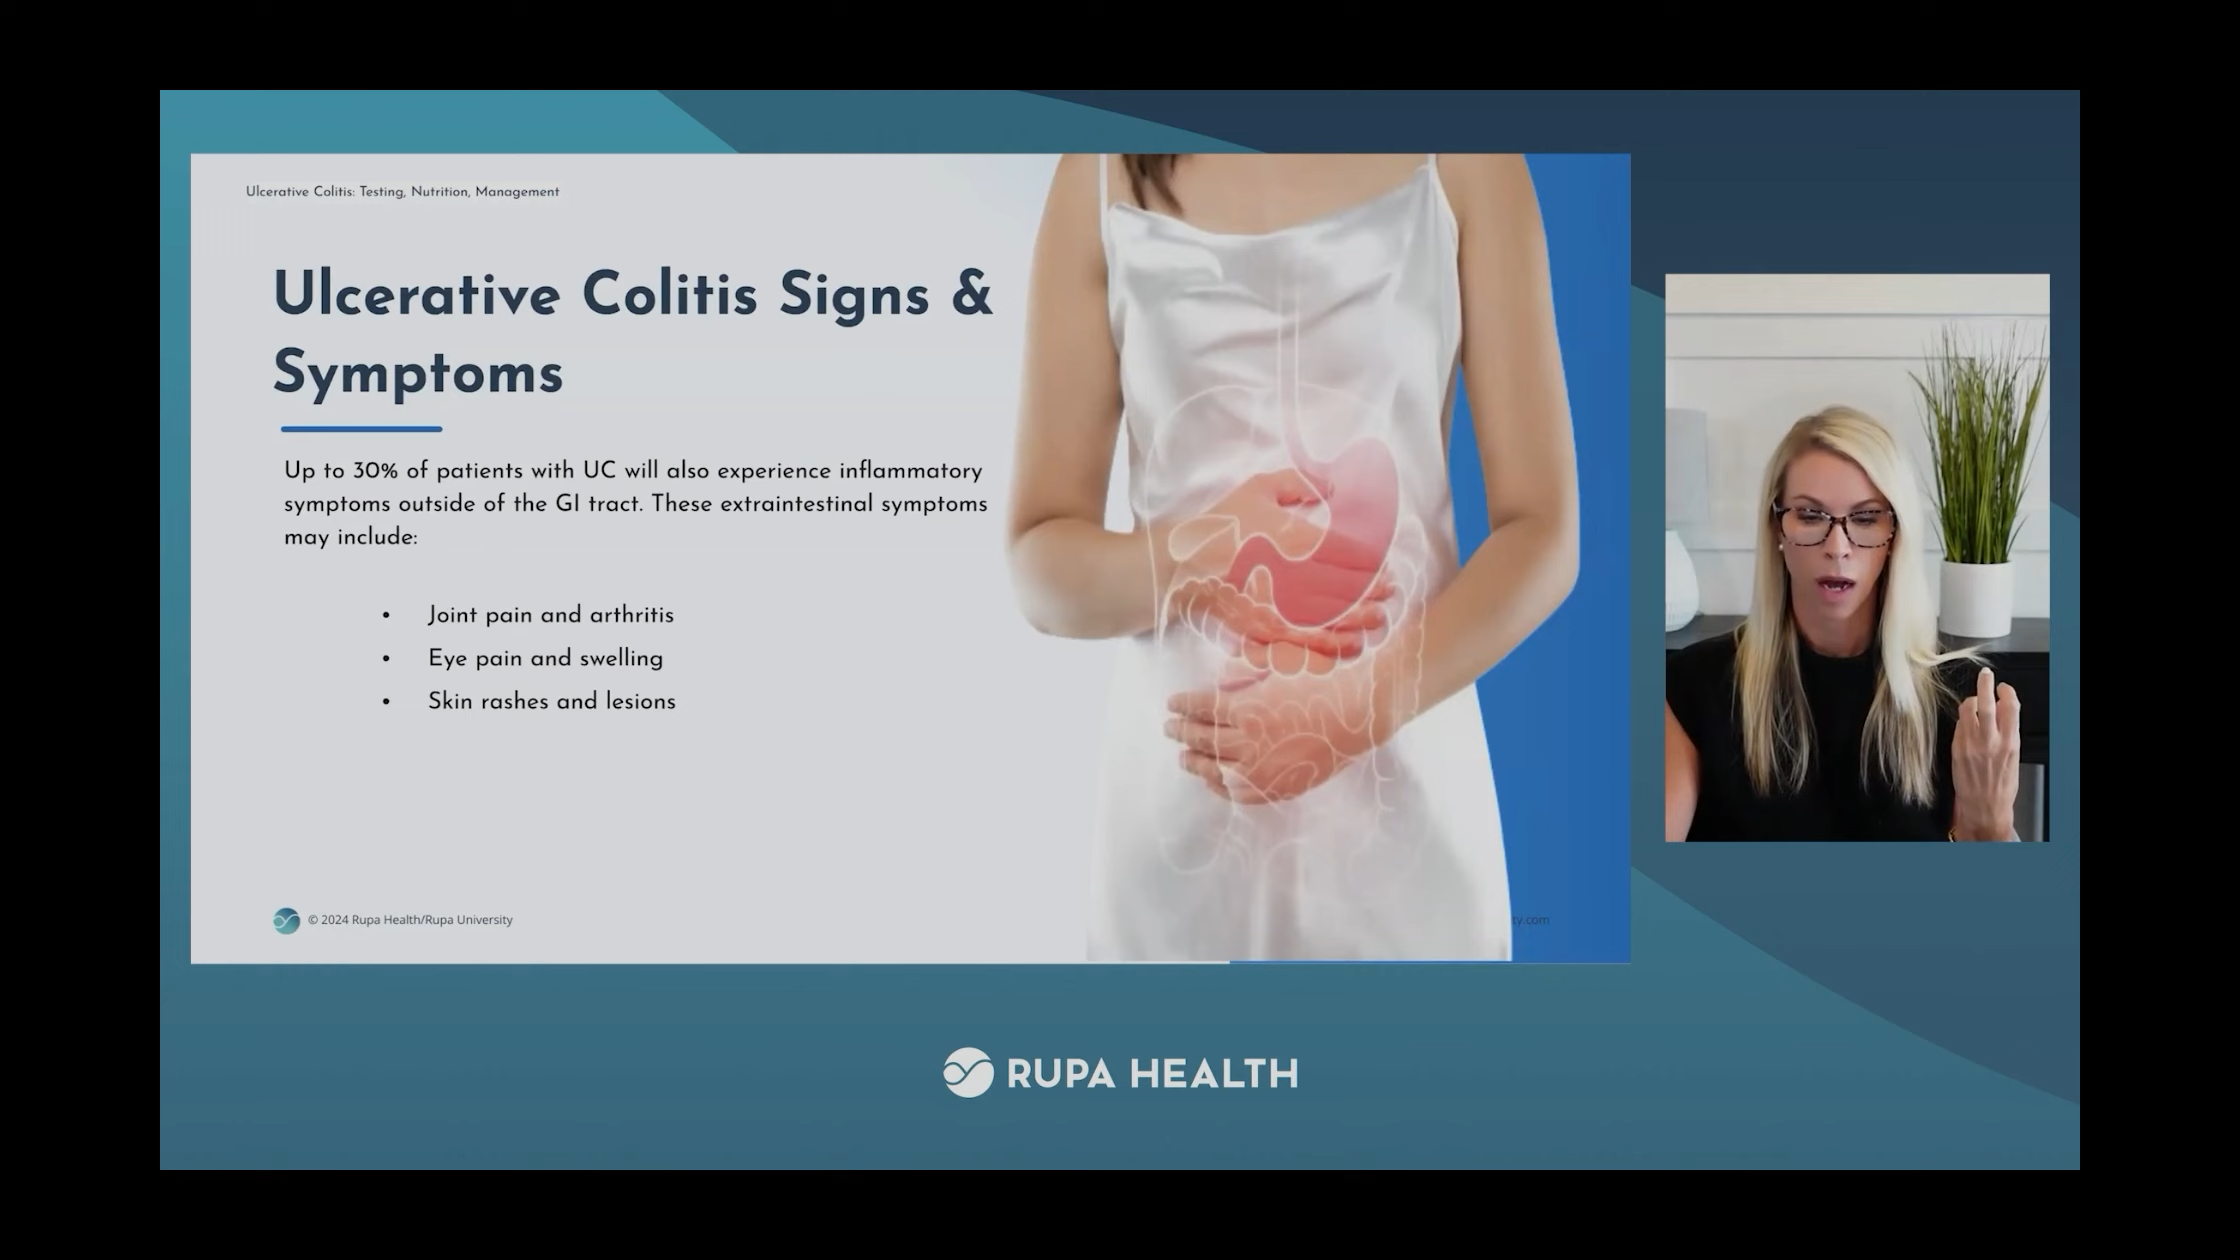 Ulcerative Colitis: Testing, Nutrition, Management
Ulcerative Colitis Signs &
Symptoms
Up to 30% of patients with UC will also experience inflammatory
symptoms outside of the GI tract. These extraintestinal symptoms
may include:
• Joint pain and arthritis
• Eye pain and swelling
• Skin rashes and lesions
© 2024 Rupa Health/Rupa University
RUPA HEALTH